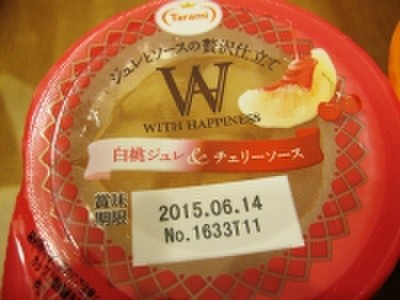 Tarami
ジュレとソースの贅沢仕立て
W
WITH HAPPINESS
白桃ジュレ & チェリーソース
賞味
期限
2015.06.14
No.1633T11